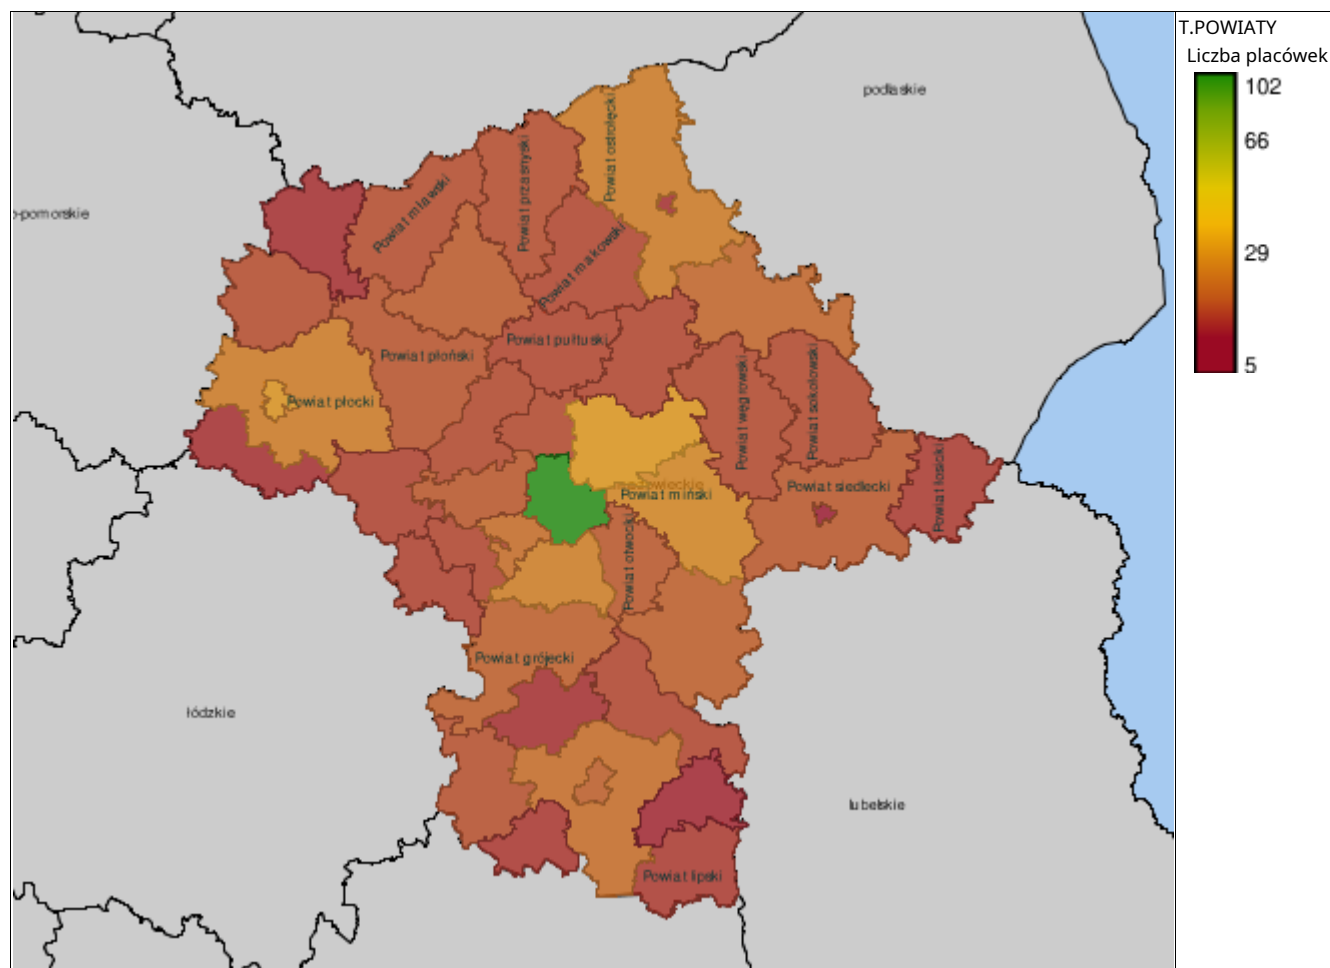 T.POWIATY
Liczba placówek
102
66
29
5
podlaskie
o-pomorskie
Powiat ostrołęcki
Powiat przasnyski
Powiat mławski
Powiat makowski
Powiat pułtuski
Powiat płoński
Powiat płocki
Powiat węgrowski
Powiat sokołowski
mazowieckie
Powiat miński
Powiat siedlecki
Powiat łosicki
Powiat otwocki
Powiat grójecki
łódzkie
lubelskie
Powiat lipski